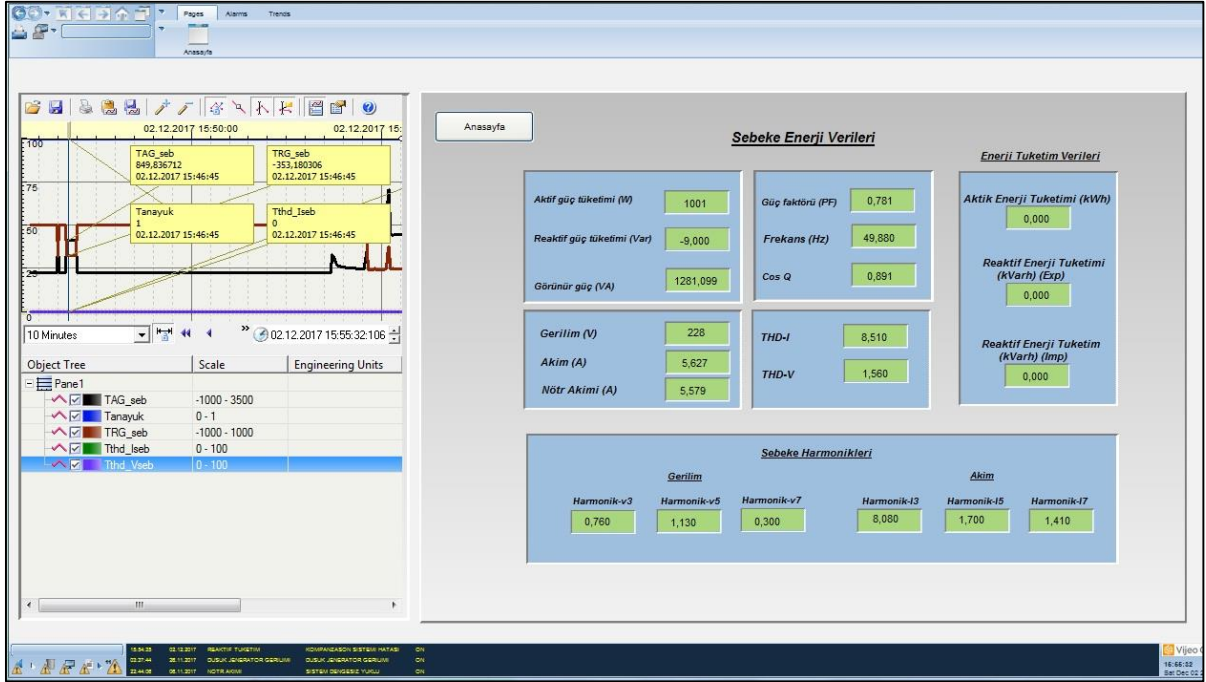 Pages Alarms Trends
Anasayfa
02.12.2017 15:50:00 02.12.2017 15:
100
75
50
25
0
TAG_seb
849,836712
02.12.2017 15:46:45
TRG_seb
-353,180306
02.12.2017 15:46:45
Tanayuk
1
02.12.2017 15:46:45
Tthd_Iseb
0
02.12.2017 15:46:45
10 Minutes 02.12.2017 15:55:32:106
Object Tree Scale Engineering Units
Pane1
TAG_seb -1000 - 3500
Tanayuk 0 - 1
TRG_seb -1000 - 1000
Tthd_Iseb 0 - 100
Tthd_Vseb 0 - 100
Anasayfa
Sebeke Enerji Verileri
Aktif güç tüketimi (W) 1001
Reaktif güç tüketimi (Var) -9,000
Görünür güç (VA) 1281,099
Güç faktörü (PF) 0,781
Frekans (Hz) 49,880
Cos Q 0,891
Gerilim (V) 228
Akim (A) 5,627
Nötr Akimi (A) 5,579
THD-I 8,510
THD-V 1,560
Enerji Tuketim Verileri
Aktik Enerji Tuketimi (kWh)
0,000
Reaktif Enerji Tuketimi
(kVarh) (Exp)
0,000
Reaktif Enerji Tuketim
(kVarh) (Imp)
0,000
Sebeke Harmonikleri
Gerilim Akim
Harmonik-v3 Harmonik-v5 Harmonik-v7 Harmonik-I3 Harmonik-I5 Harmonik-I7
0,760 1,130 0,300 8,080 1,700 1,410
02.12.2017 REAKTIF TUKETIM KOMPANZASON SISTEMI HATASI ON
28.11.2017 DUSUK JENERATOR GERILIMI DUSUK JENERATOR GERILIMI ON
NOTR AKIMI SISTEM DENGESIZ YUKLU ON
Vijeo
Sat Dec 02